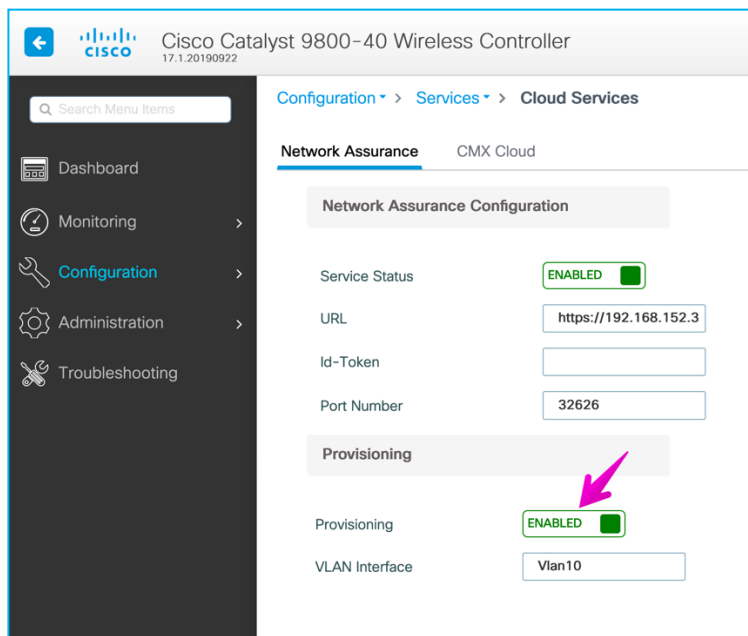 CISCO
Cisco Catalyst 9800-40 Wireless Controller
17.1.20190922
Search Menu Items
Dashboard
Monitoring
Configuration
Administration
Troubleshooting
Configuration > Services > Cloud Services
Network Assurance CMX Cloud
Network Assurance Configuration
Service Status ENABLED
URL https://192.168.152.3
Id-Token
Port Number 32626
Provisioning
Provisioning ENABLED
VLAN Interface Vlan10